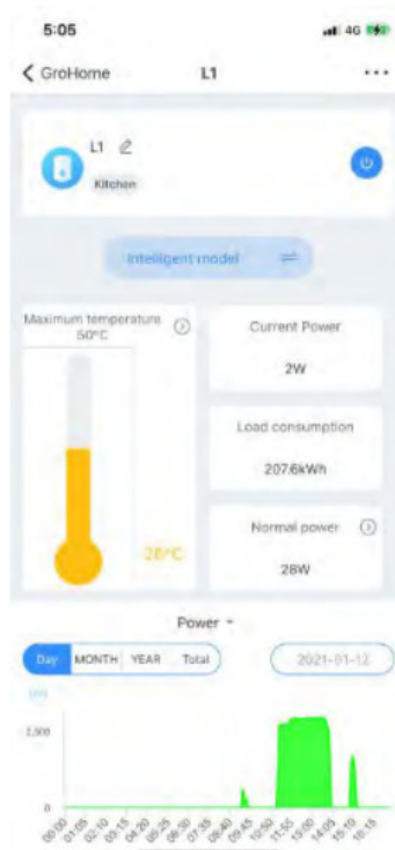 5:05
4G
GroHome
L1
...
L1
Kitchen
Intelligent model
Maximum temperature
50°C
Current Power
2W
Load consumption
207.6kWh
Normal power
28W
Power
Day
MONTH
YEAR
Total
2021-01-12
2,500
0
00:00
01:05
02:10
03:15
04:20
05:25
06:30
07:35
08:40
09:45
10:50
11:55
13:00
14:05
15:10
16:15